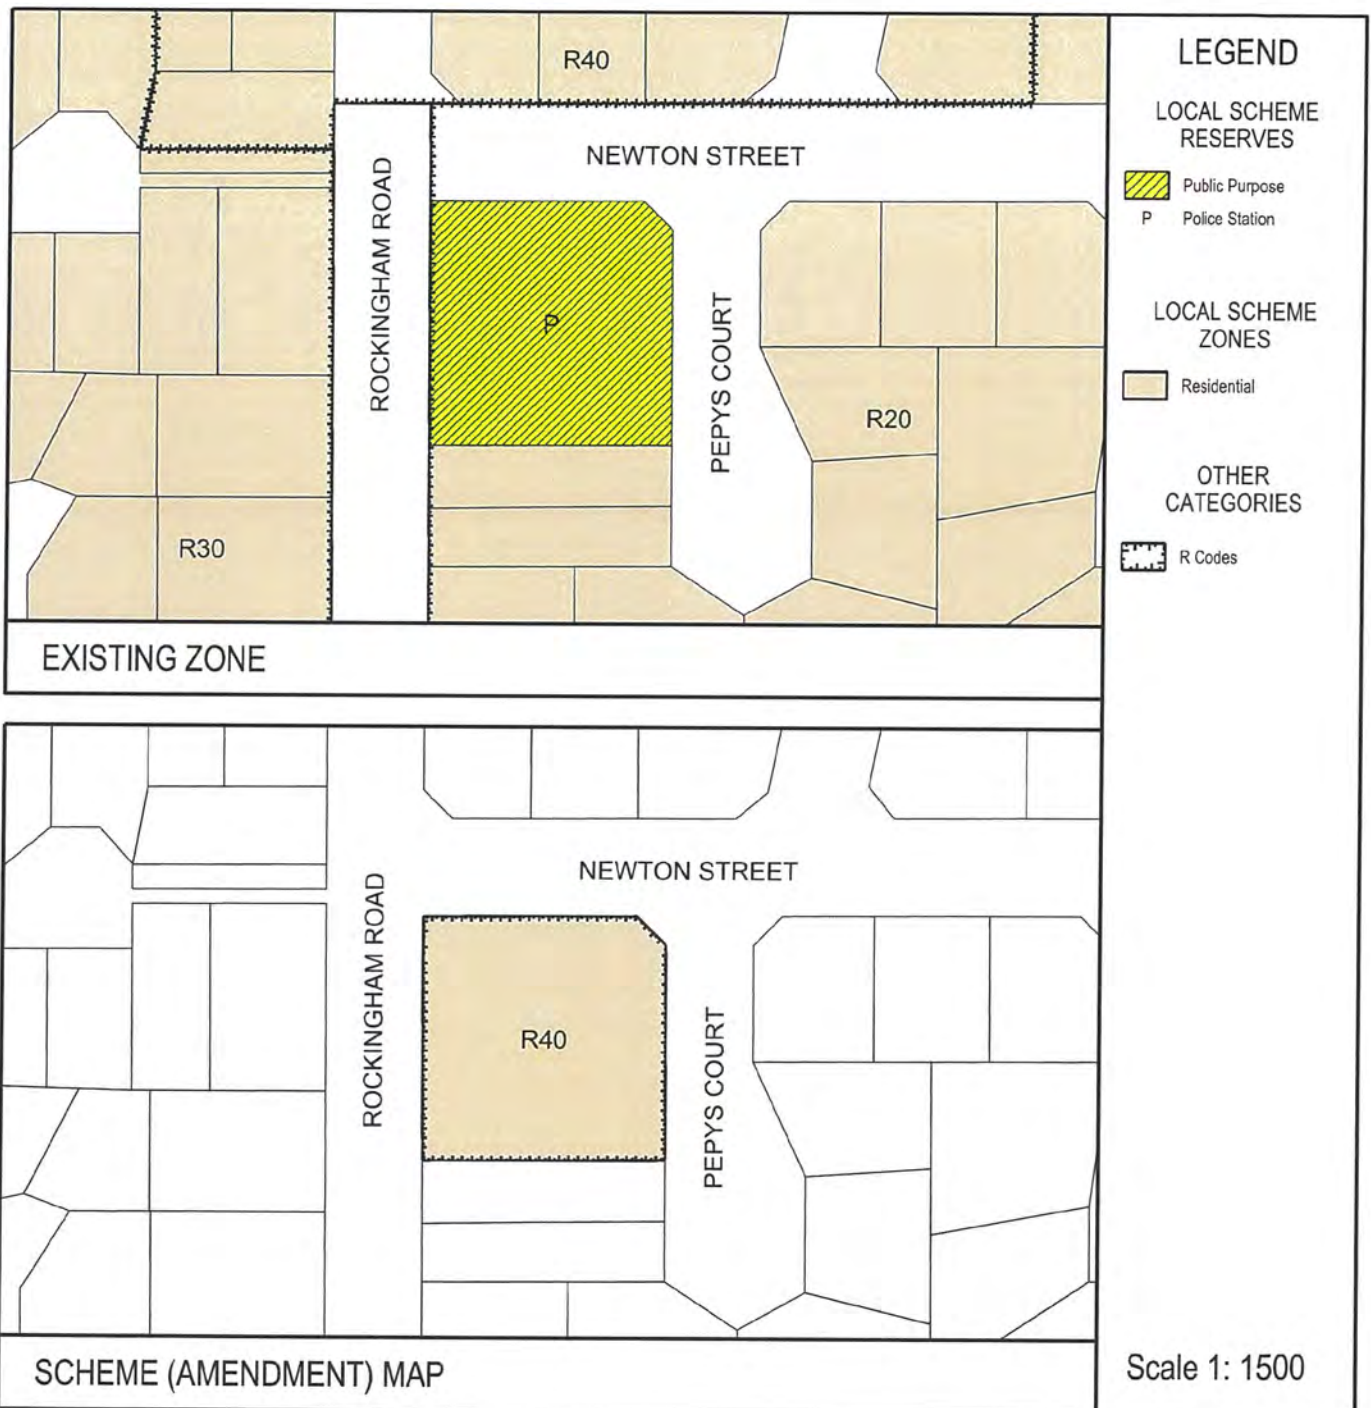 R40
NEWTON STREET
ROCKINGHAM ROAD
P
PEPYS COURT
R20
R30
EXISTING ZONE
NEWTON STREET
ROCKINGHAM ROAD
R40
PEPYS COURT
SCHEME (AMENDMENT) MAP
LEGEND
LOCAL SCHEME
RESERVES
Public Purpose
P Police Station
LOCAL SCHEME
ZONES
Residential
OTHER
CATEGORIES
R Codes
Scale 1: 1500